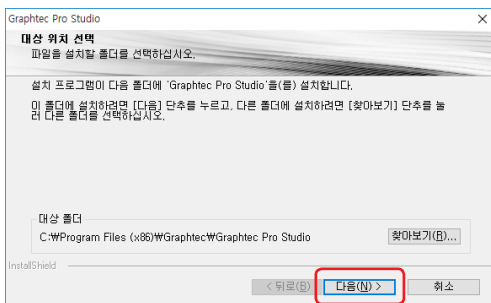 Graphtec Pro Studio
대상 위치 선택
파일을 설치할 폴더를 선택하십시오.
설치 프로그램이 다음 폴더에 'Graphtec Pro Studio'을(를) 설치합니다.
이 폴더에 설치하려면 [다음] 단추를 누르고, 다른 폴더에 설치하려면 [찾아보기] 단추를 눌
러 다른 폴더를 선택하십시오.
대상 폴더
C:₩Program Files (x86)₩Graphtec₩Graphtec Pro Studio
찾아보기(R)...
InstallShield
< 뒤로(B)
다음(N) >
취소